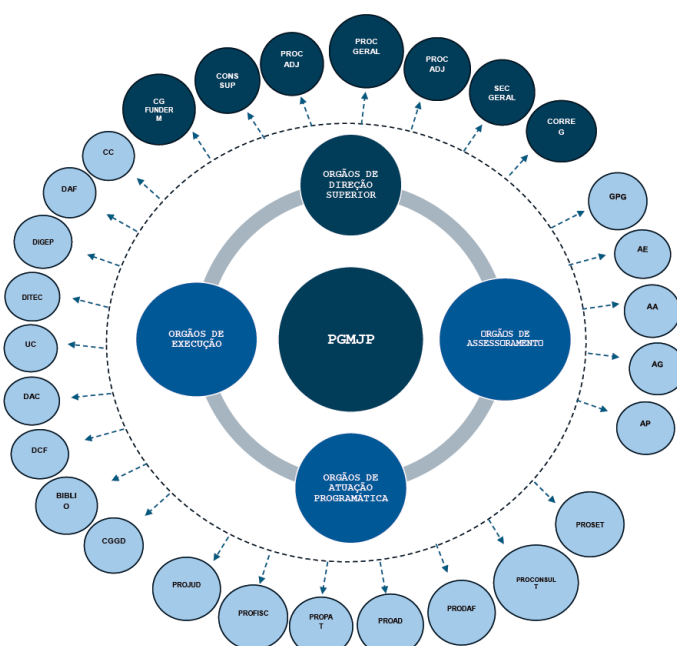 PROC
GERAL
PROC
ADJ
PROC
ADJ
CONS
SUP
SEC
GERAL
CG
FUNDER
M
CORRE
G
CC
DAF
DIGEP
DITEC
UC
DAC
DCF
BIBLI
O
CGGD
ORGÃOS DE
DIREÇÃO
SUPERIOR
GPG
AE
AA
AG
AP
ORGÃOS DE
EXECUÇÃO
PGMJP
ORGÃOS DE
ASSESSORAMENTO
ORGÃOS DE
ATUAÇÃO
PROGRAMÁTICA
PROSET
PROCONSUL
T
PRODAF
PROAD
PROPA
T
PROFISC
PROJUD